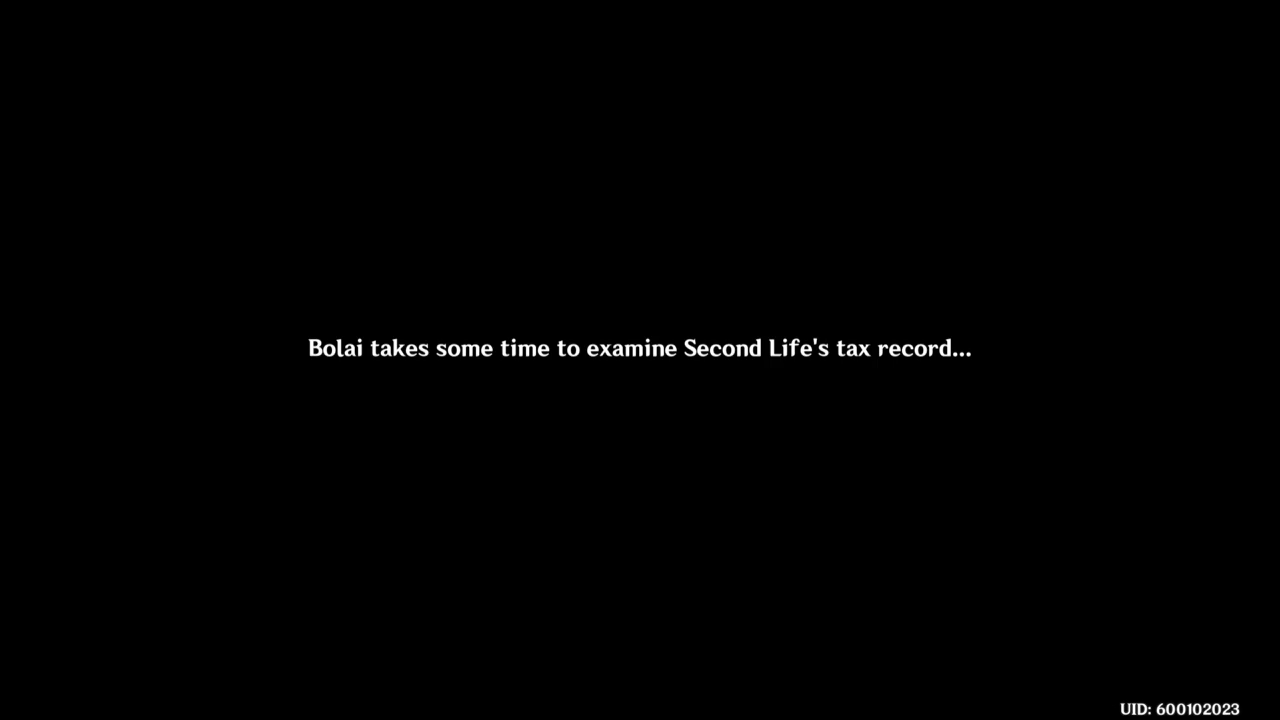 Bolai takes some time to examine Second Life's tax record...
UID: 600102023